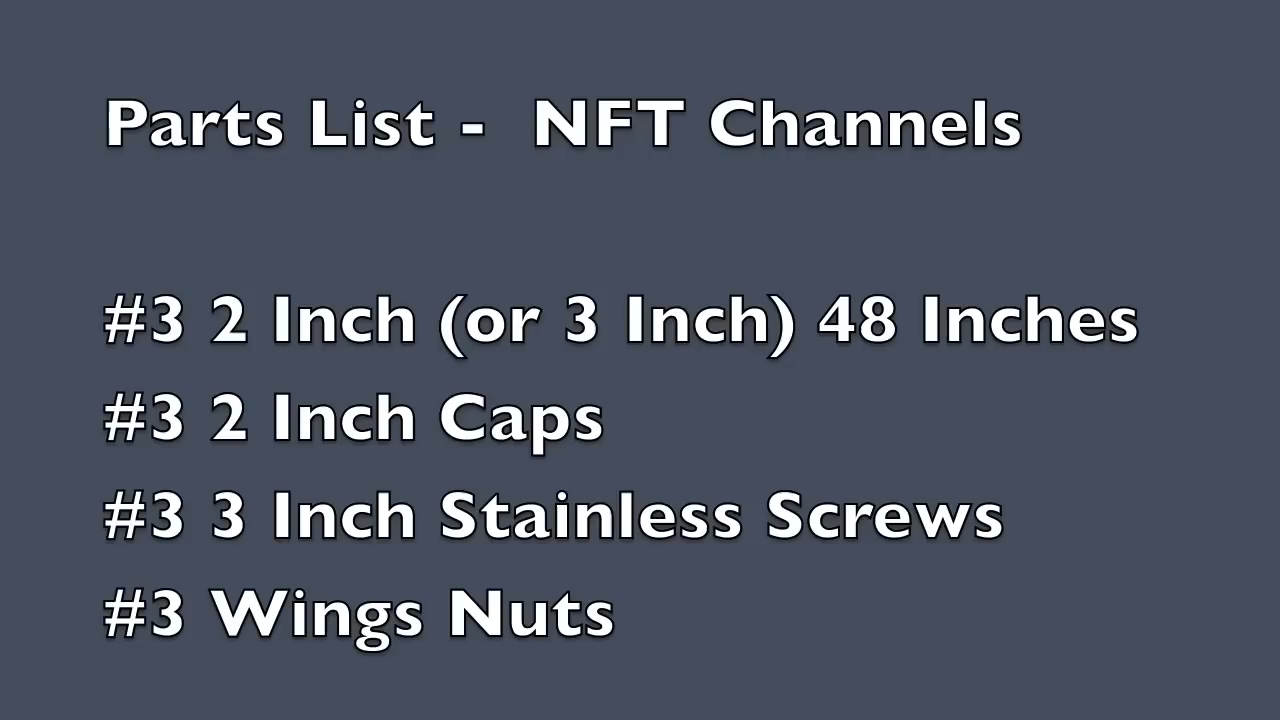 Parts List -  NFT Channels
#3 2 Inch (or 3 Inch) 48 Inches
#3 2 Inch Caps
#3 3 Inch Stainless Screws
#3 Wings Nuts